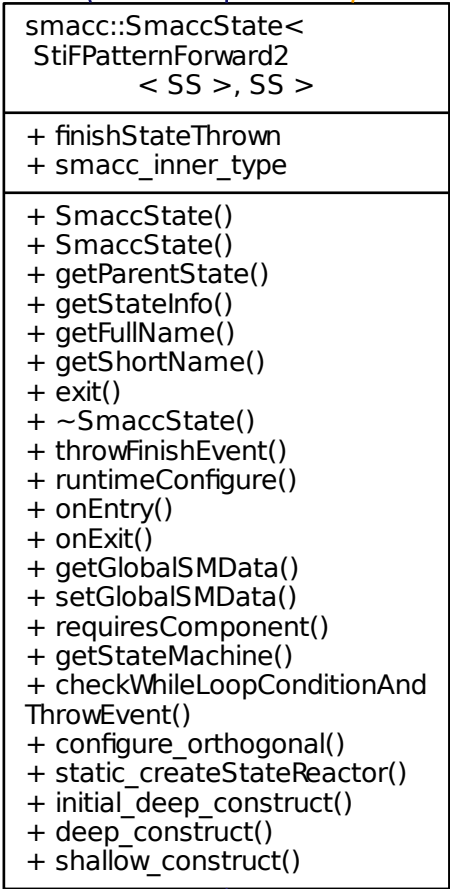 smacc::SmaccState<
StiFPatternForward2
< SS >, SS >
+ finishStateThrown
+ smacc_inner_type
+ SmaccState()
+ SmaccState()
+ getParentState()
+ getStateInfo()
+ getFullName()
+ getShortName()
+ exit()
+ ~SmaccState()
+ throwFinishEvent()
+ runtimeConfigure()
+ onEntry()
+ onExit()
+ getGlobalSMData()
+ setGlobalSMData()
+ requiresComponent()
+ getStateMachine()
+ checkWhileLoopConditionAnd
ThrowEvent()
+ configure_orthogonal()
+ static_createStateReactor()
+ initial_deep_construct()
+ deep_construct()
+ shallow_construct()